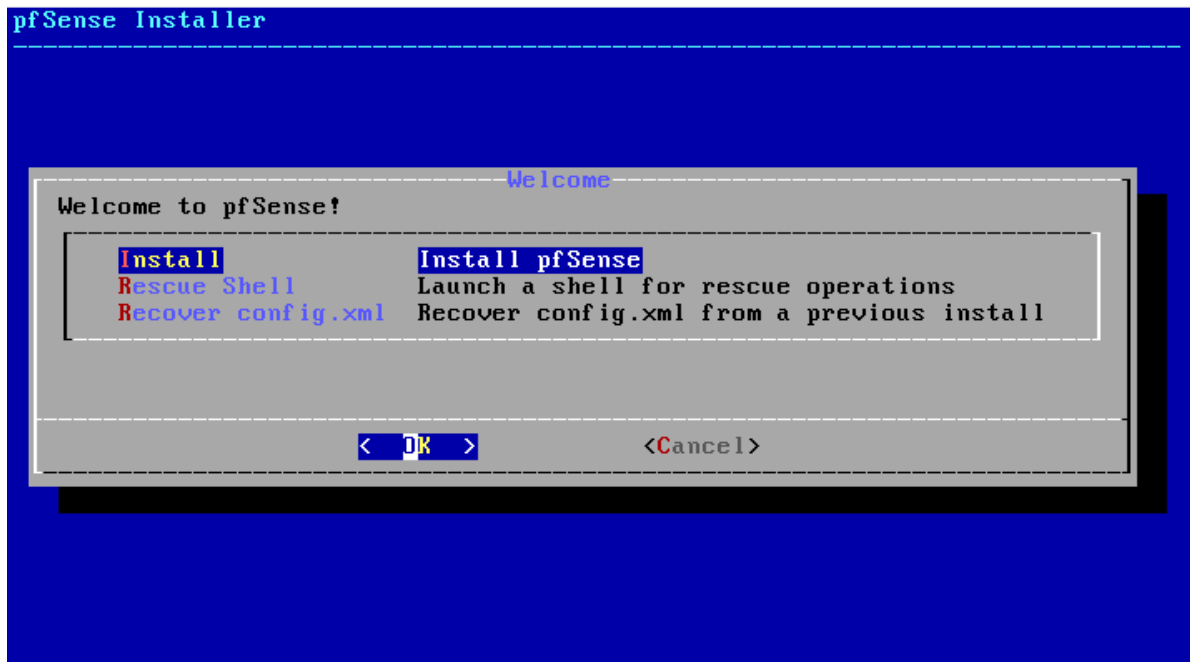 pfSense Installer
Welcome
Welcome to pfSense!
Install Install pfSense
Rescue Shell Launch a shell for rescue operations
Recover config.xml Recover config.xml from a previous install
< OK > <Cancel>